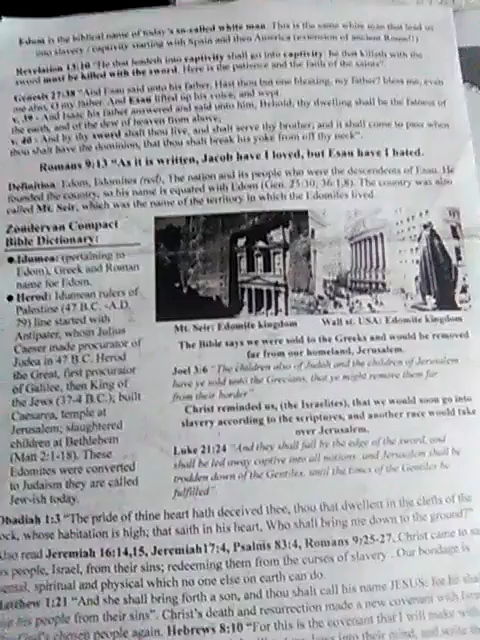 Edom is the biblical name of today's so-called white man. This is the same white man that lead us
into slavery / captivity starting with Spain and then America (extension of ancient Rome!!)
Revelation 13:10 "He that leadeth into captivity shall go into captivity: he that killeth with the
sword must be killed with the sword. Here is the patience and the faith of the saints".
Genesis 27:38 "And Esau said unto his father, Hast thou but one blessing, my father? bless me, even
me also, O my father. And Esau lifted up his voice, and wept.
v. 39 - And Isaac his father answered and said unto him, Behold, thy dwelling shall be the fatness of
the earth, and of the dew of heaven from above;
v. 40 - And by thy sword shalt thou live, and shalt serve thy brother; and it shall come to pass when
thou shalt have the dominion, that thou shalt break his yoke from off thy neck".
Romans 9:13 "As it is written, Jacob have I loved, but Esau have I hated.
Definition: Edom, Edomites (red), The nation and its people who were the descendents of Esau. He
founded the country, so his name is equated with Edom (Gen. 25:30, 36:1,8). The country was also
called Mt. Seir, which was the name of the territory in which the Edomites lived
Zondervan Compact
Bible Dictionary:
● Idumea: (pertaining to
Edom), Greek and Roman
name for Edom.
● Herod: Idumean rulers of
Palestine (47 B.C. -A.D.
79) line started with
Antipater, whom Julius
Caeser made procurator of
Judea in 47 B.C. Herod
the Great, first procurator
of Galilee, then King of
the Jews (37-4 B.C.); built
Caesarea, temple at
Jerusalem; slaughtered
children at Bethlehem
(Matt 2:1-18). These
Edomites were converted
to Judaism they are called
Jew-ish today.
Mt. Seir: Edomite kingdom
Wall st. USA: Edomite kingdom
The Bible says we were sold to the Greeks and would be removed
far from our homeland, Jerusalem.
Joel 3:6 "The children also of Judah and the children of Jerusalem
have ye sold unto the Grecians, that ye might remove them far
from their border"
Christ reminded us, (the Israelites), that we would soon go into
slavery according to the scriptures, and another race would take
over Jerusalem.
Luke 21:24 "And they shall fall by the edge of the sword, and
shall be led away captive into all nations: and Jerusalem shall be
trodden down of the Gentiles, until the times of the Gentiles be
fulfilled"
Obadiah 1:3 "The pride of thine heart hath deceived thee, thou that dwellest in the clefts of the
ock, whose habitation is high; that saith in his heart, Who shall bring me down to the ground?"
Also read Jeremiah 16:14,15, Jeremiah17:4, Psalms 83:4, Romans 9:25-27. Christ came to sa
is people, Israel, from their sins; redeeming them from the curses of slavery. Our bondage is
ental, spiritual and physical which no one else on earth can do.
Matthew 1:21 "And she shall bring forth a son, and thou shall call his name JESUS: for he shal
his people from their sins". Christ's death and resurrection made a new covenant with Israel
chosen people again. Hebrews 8:10 "For this is the covenant that I will make with